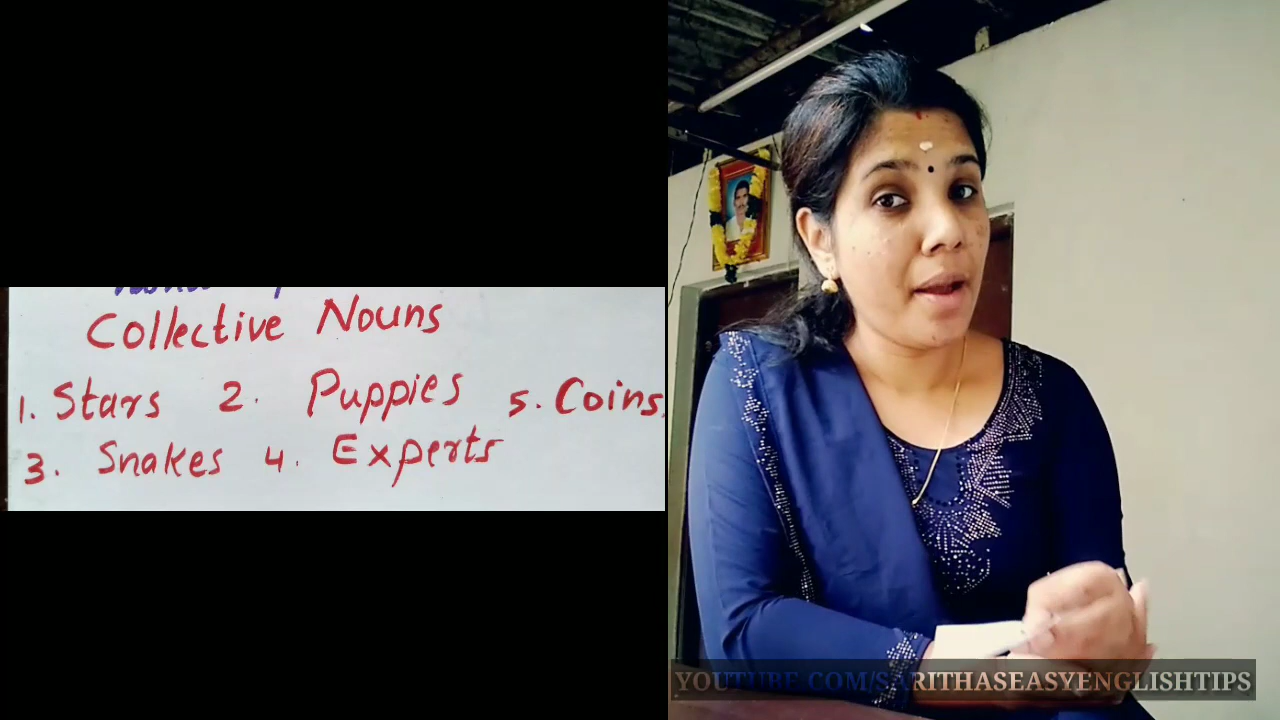 Collective Nouns
1. Stars 2. Puppies 5. Coins
3. Snakes 4. Experts
YOUTUBE.COM/SARITHASEASYENGLISHTIPS